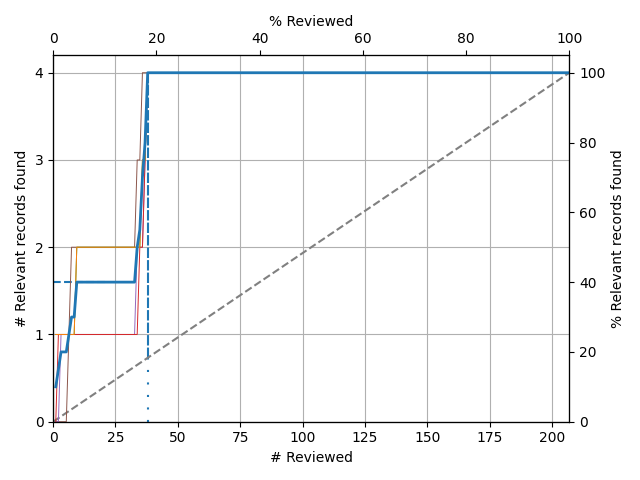 % Reviewed
0 20 40 60 80 100
4 100
80
3
60
2
40
1
20
0 0
0 25 50 75 100 125 150 175 200
# Reviewed
# Relevant records found
% Relevant records found